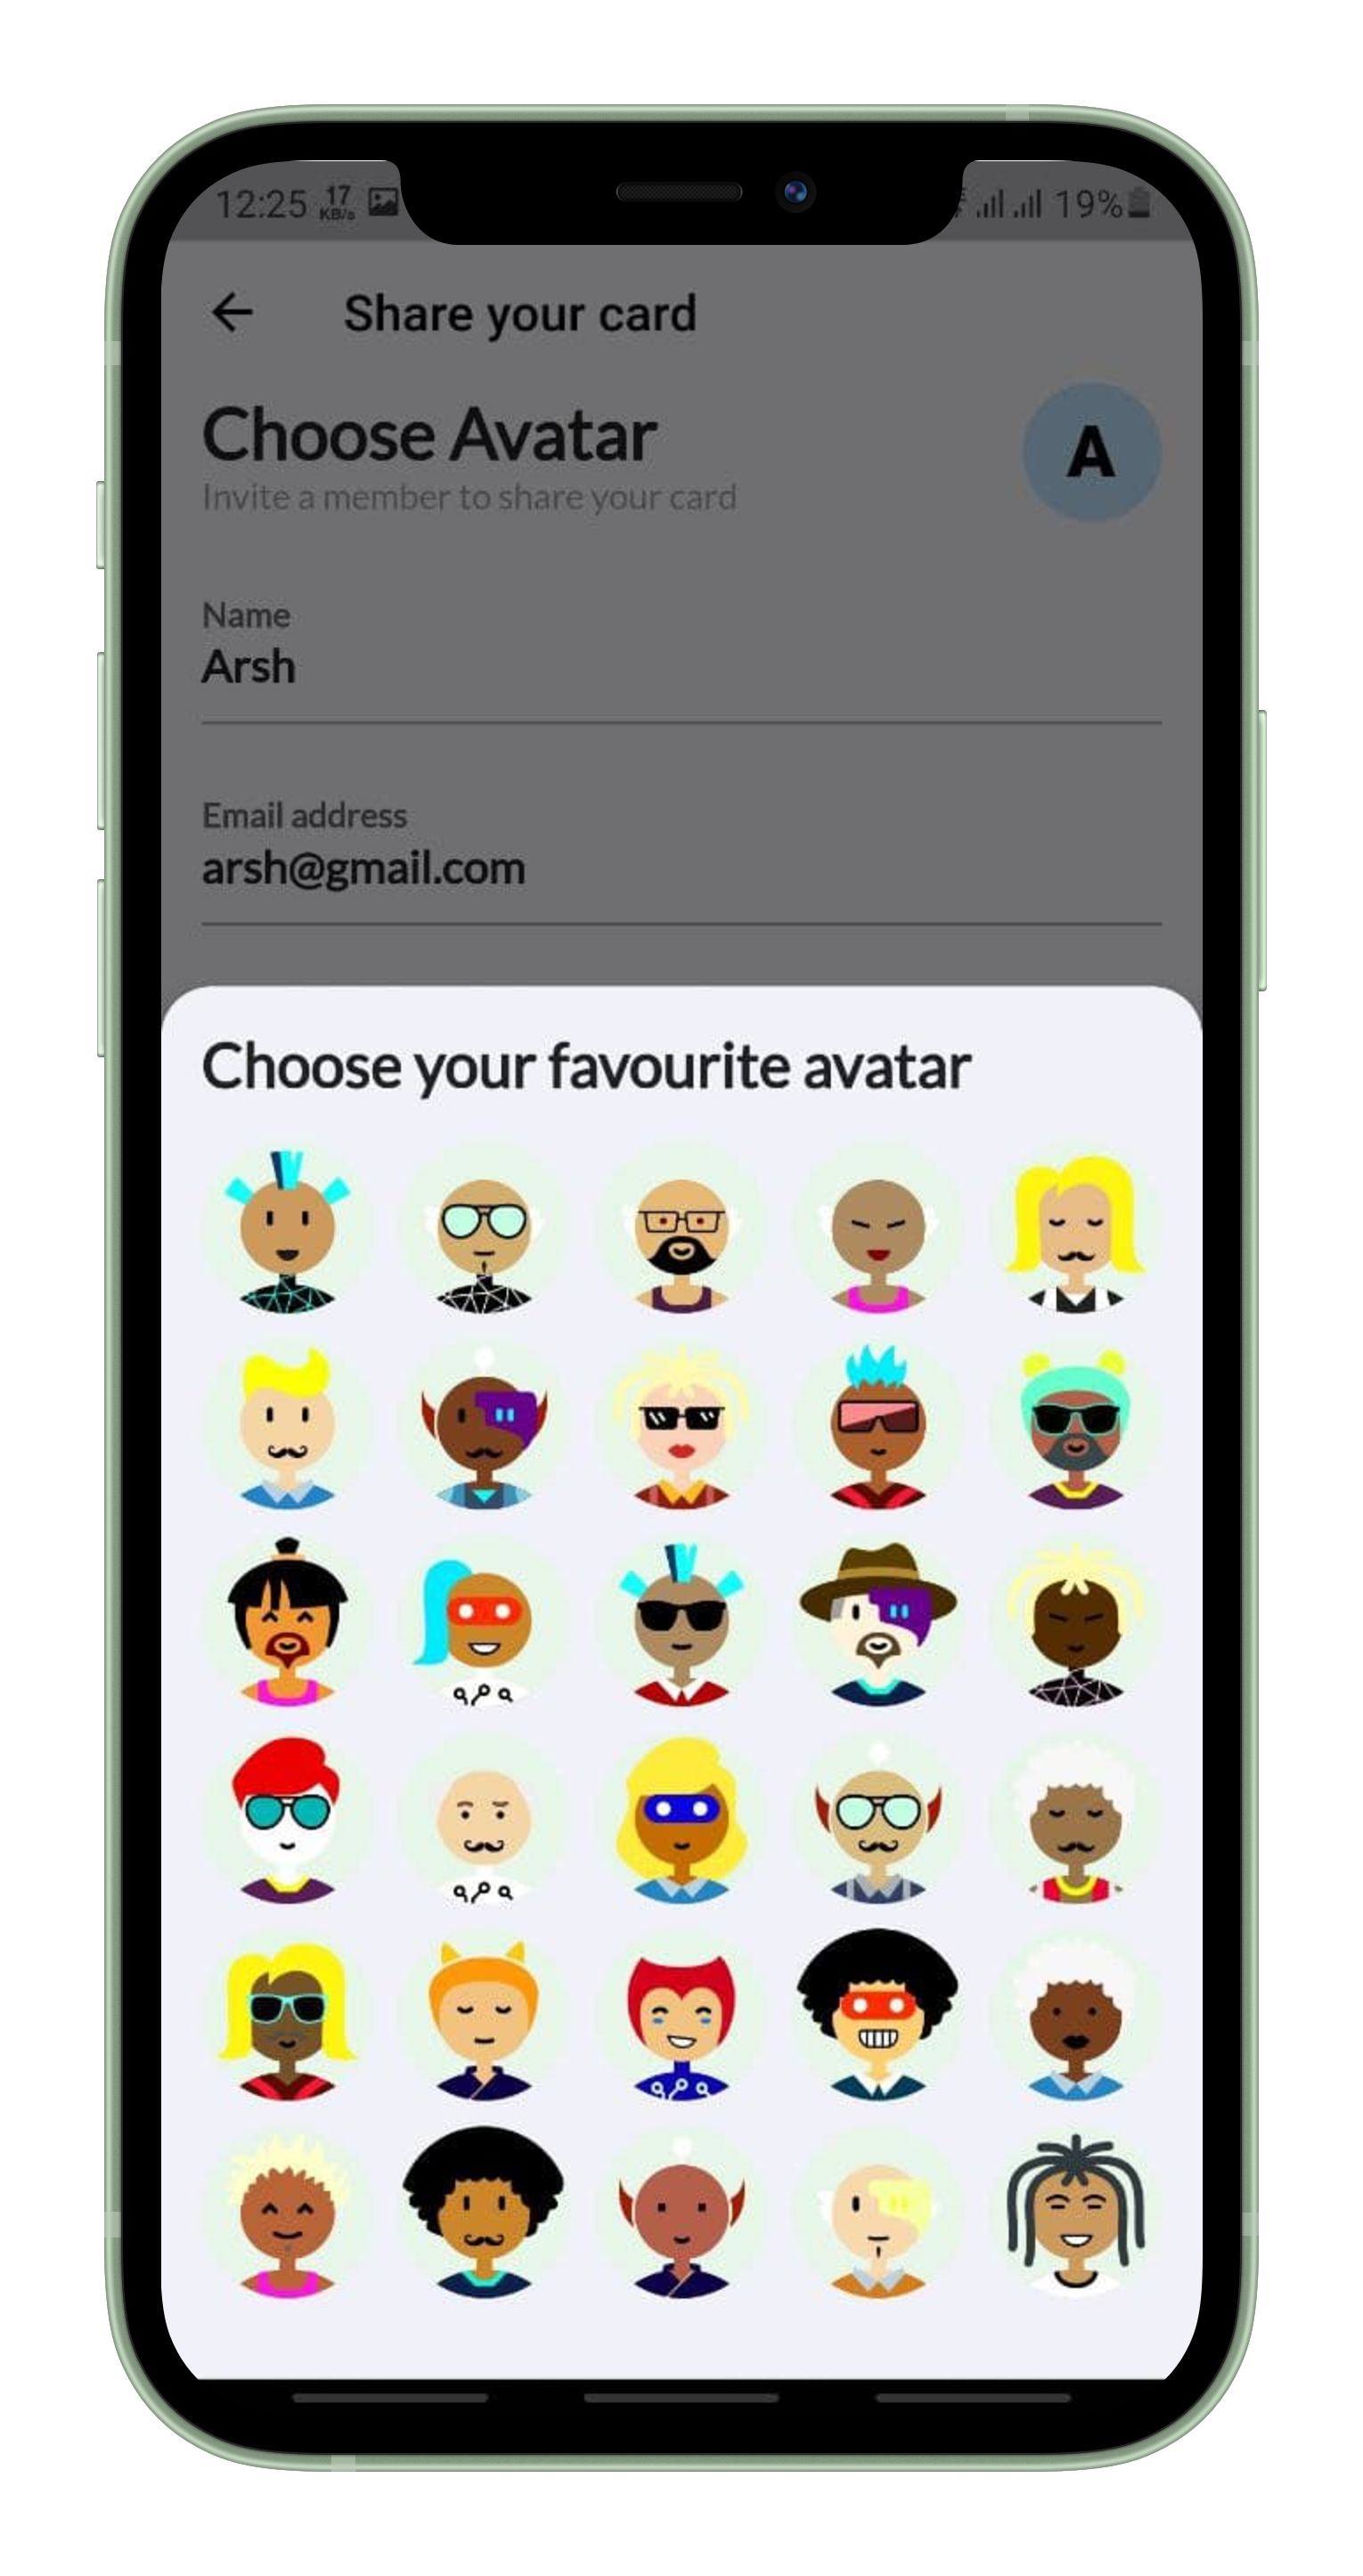 12:25 17 KB/s 19%
Share your card
Choose Avatar
A
Invite a member to share your card
Name
Arsh
Email address
arsh@gmail.com
Choose your favourite avatar